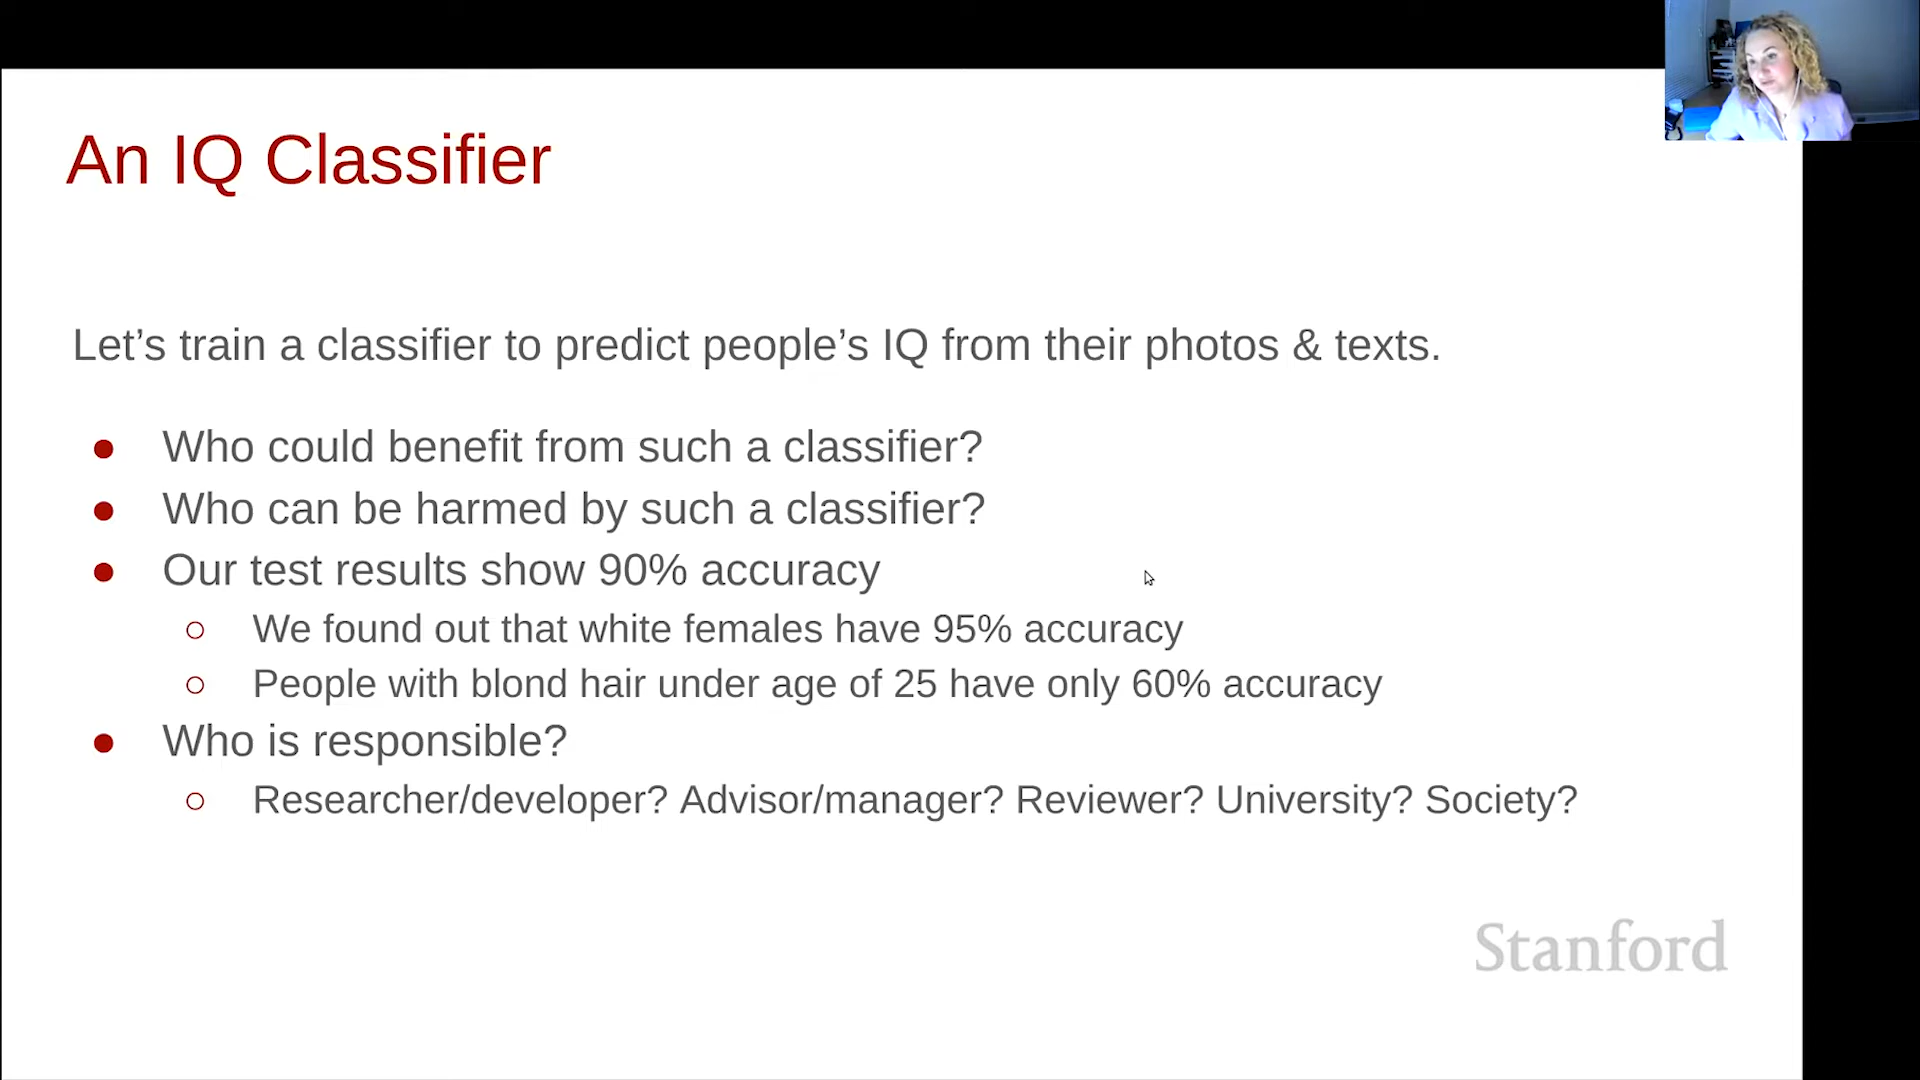 An IQ Classifier
Let’s train a classifier to predict people’s IQ from their photos & texts.
● Who could benefit from such a classifier?
● Who can be harmed by such a classifier?
● Our test results show 90% accuracy
○ We found out that white females have 95% accuracy
○ People with blond hair under age of 25 have only 60% accuracy
● Who is responsible?
○ Researcher/developer? Advisor/manager? Reviewer? University? Society?
Stanford